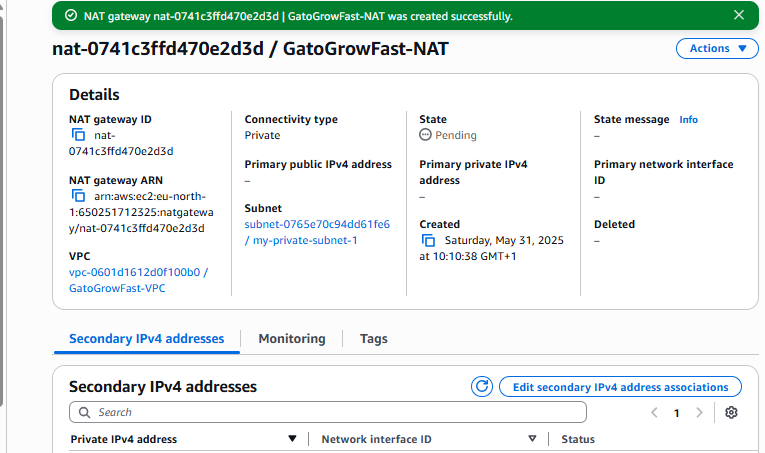 NAT gateway nat-0741c3ffd470e2d3d | GatoGrowFast-NAT was created successfully.
nat-0741c3ffd470e2d3d / GatoGrowFast-NAT
Actions
Details
NAT gateway ID
nat-
0741c3ffd470e2d3d
NAT gateway ARN
arn:aws:ec2:eu-north-
1:650251712325:natgatewa
y/nat-0741c3ffd470e2d3d
VPC
vpc-0601d1612d0f100b0 /
GatoGrowFast-VPC
Connectivity type
Private
Primary public IPv4 address
–
Subnet
subnet-0765e70c94dd61fe6
/ my-private-subnet-1
State
Pending
Primary private IPv4
address
–
Created
Saturday, May 31, 2025
at 10:10:38 GMT+1
State message Info
–
Primary network interface
ID
–
Deleted
–
Secondary IPv4 addresses
Monitoring
Tags
Secondary IPv4 addresses
Edit secondary IPv4 address associations
Search
1
Private IPv4 address
Network interface ID
Status